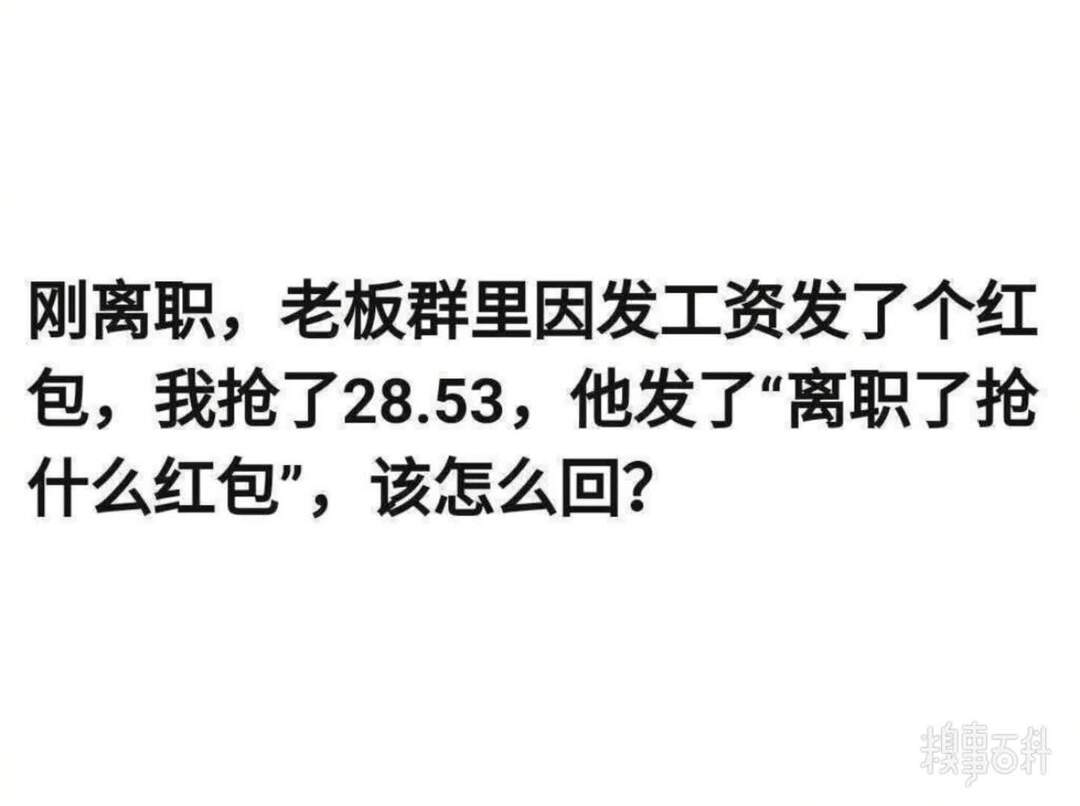 刚离职，老板群里因发工资发了个红
包，我抢了28.53，他发了“离职了抢
什么红包”，该怎么回？
糗事百科